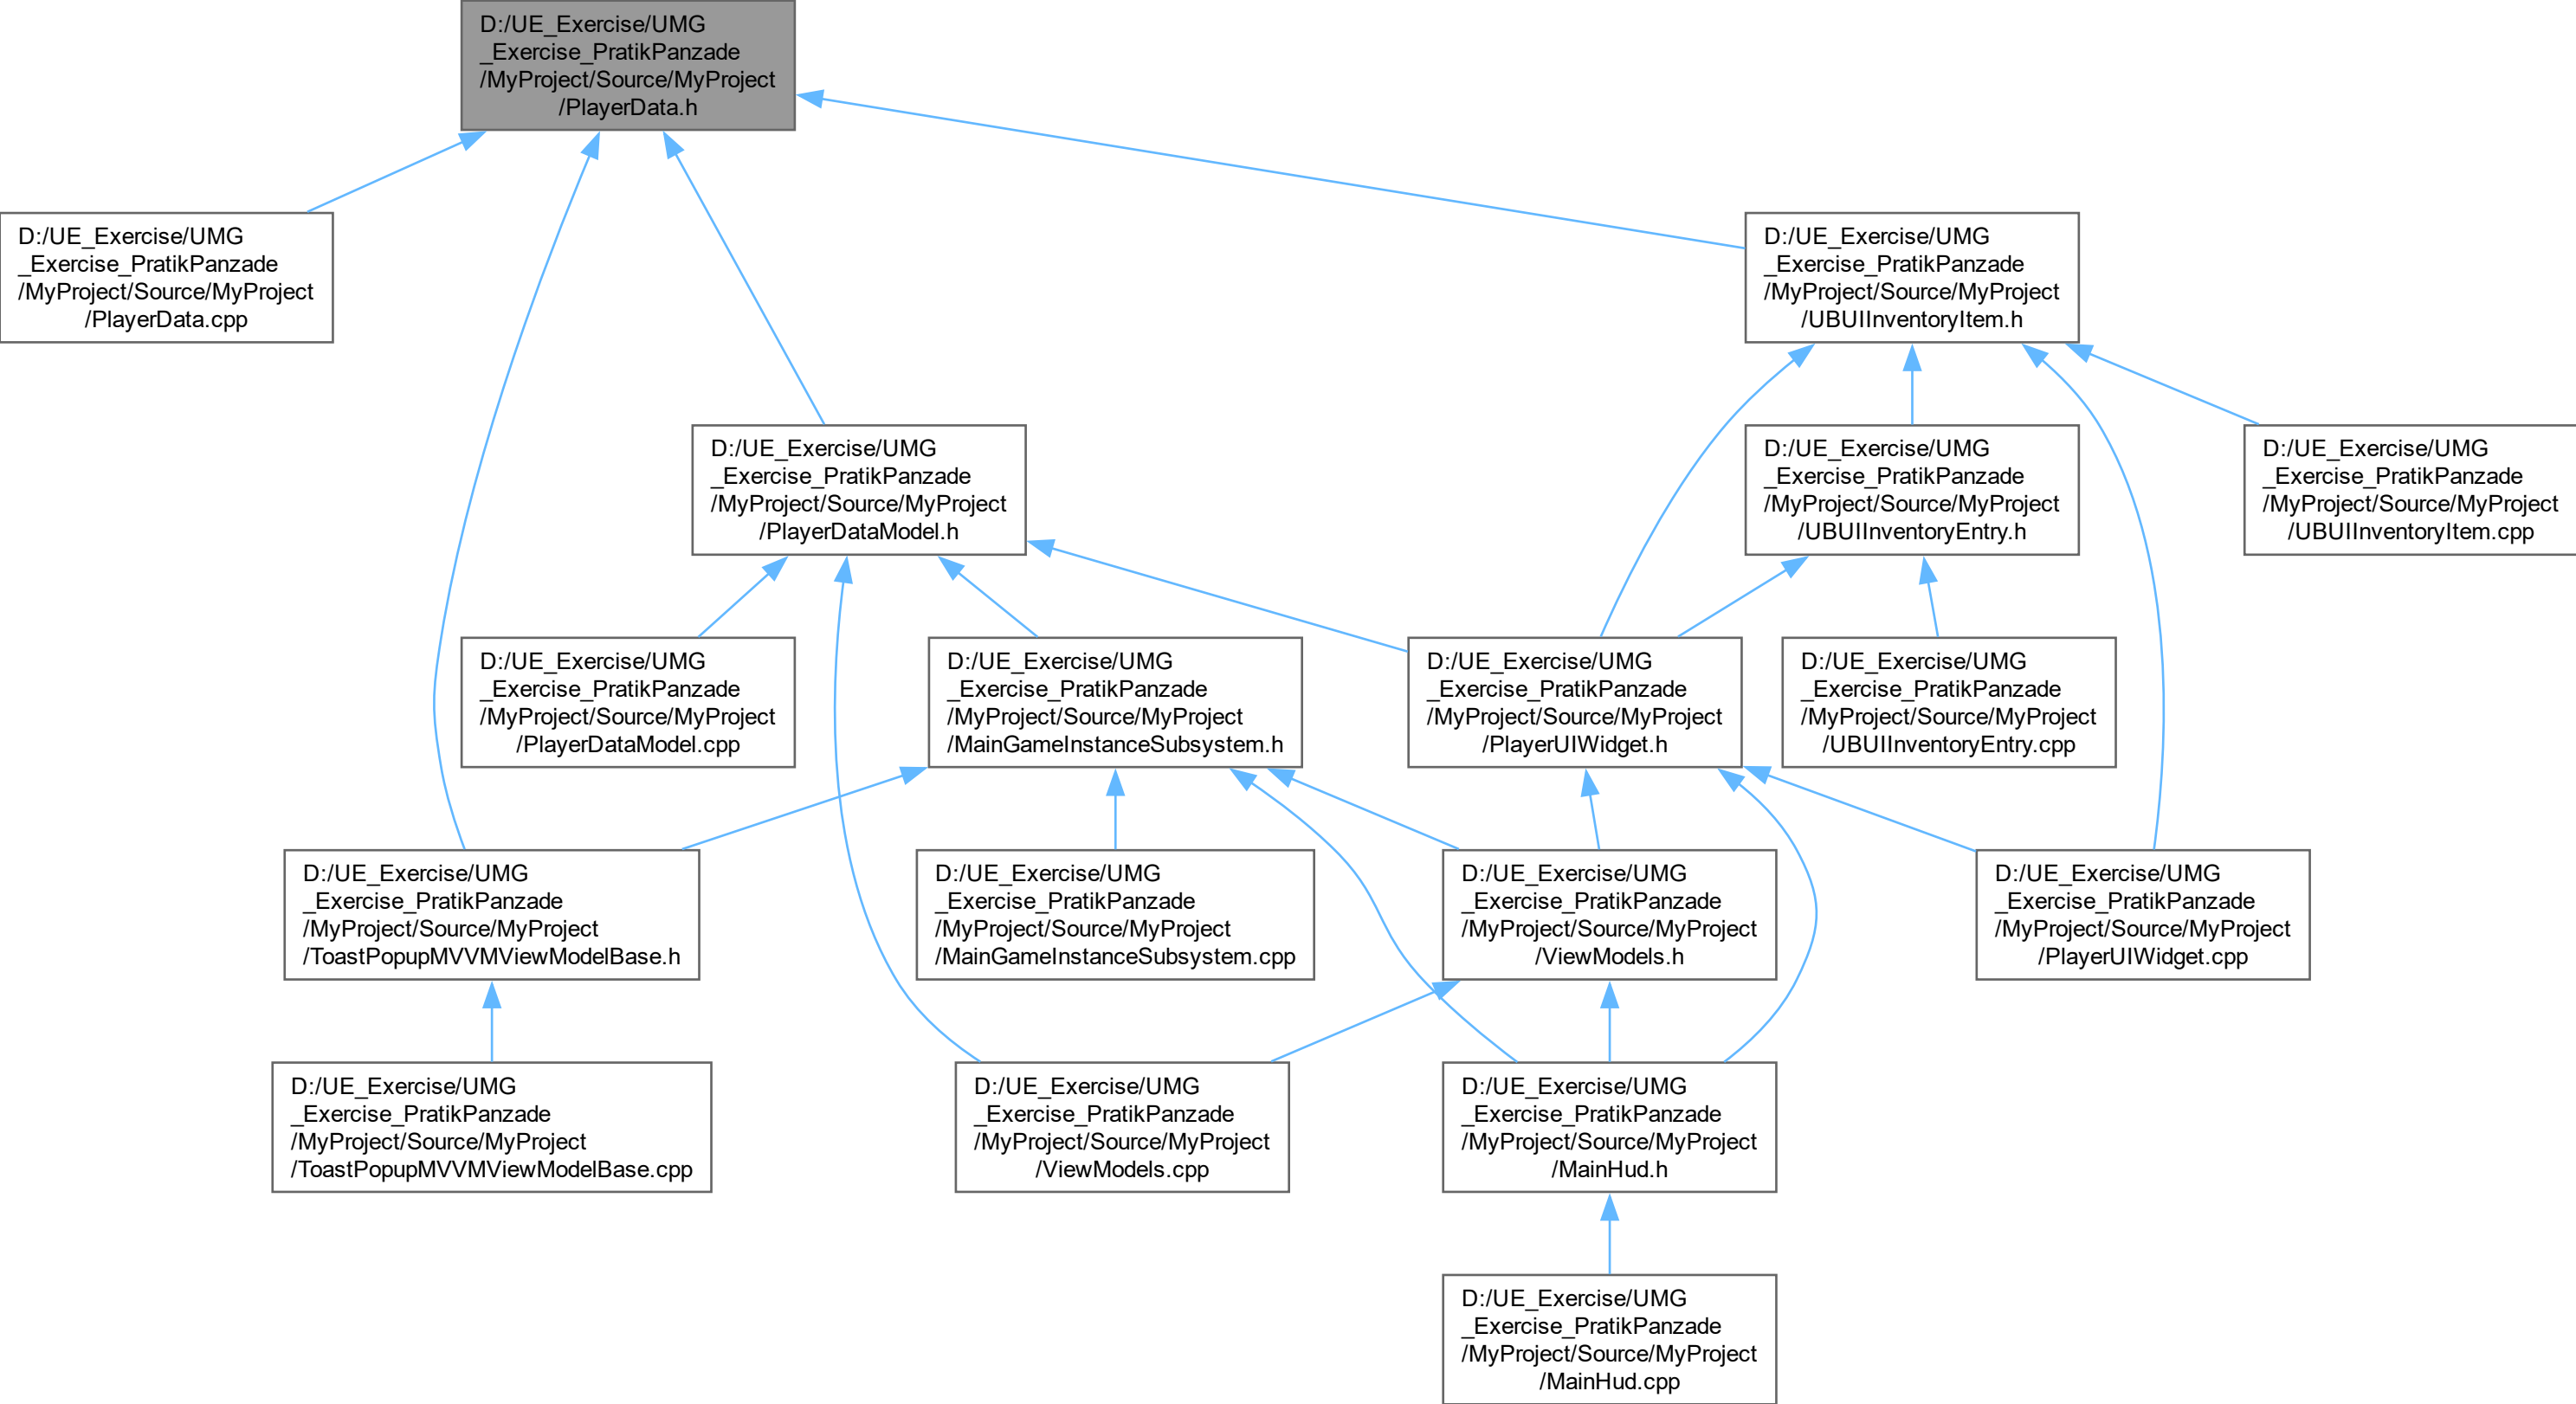 D:/UE_Exercise/UMG
_Exercise_PratikPanzade
/MyProject/Source/MyProject
/PlayerData.h
D:/UE_Exercise/UMG
_Exercise_PratikPanzade
/MyProject/Source/MyProject
/PlayerData.cpp
D:/UE_Exercise/UMG
_Exercise_PratikPanzade
/MyProject/Source/MyProject
/UBUIInventoryItem.h
D:/UE_Exercise/UMG
_Exercise_PratikPanzade
/MyProject/Source/MyProject
/PlayerDataModel.h
D:/UE_Exercise/UMG
_Exercise_PratikPanzade
/MyProject/Source/MyProject
/UBUIInventoryEntry.h
D:/UE_Exercise/UMG
_Exercise_PratikPanzade
/MyProject/Source/MyProject
/UBUIInventoryItem.cpp
D:/UE_Exercise/UMG
_Exercise_PratikPanzade
/MyProject/Source/MyProject
/PlayerDataModel.cpp
D:/UE_Exercise/UMG
_Exercise_PratikPanzade
/MyProject/Source/MyProject
/MainGameInstanceSubsystem.h
D:/UE_Exercise/UMG
_Exercise_PratikPanzade
/MyProject/Source/MyProject
/PlayerUIWidget.h
D:/UE_Exercise/UMG
_Exercise_PratikPanzade
/MyProject/Source/MyProject
/UBUIInventoryEntry.cpp
D:/UE_Exercise/UMG
_Exercise_PratikPanzade
/MyProject/Source/MyProject
/ToastPopupMVVMViewModelBase.h
D:/UE_Exercise/UMG
_Exercise_PratikPanzade
/MyProject/Source/MyProject
/MainGameInstanceSubsystem.cpp
D:/UE_Exercise/UMG
_Exercise_PratikPanzade
/MyProject/Source/MyProject
/ViewModels.h
D:/UE_Exercise/UMG
_Exercise_PratikPanzade
/MyProject/Source/MyProject
/PlayerUIWidget.cpp
D:/UE_Exercise/UMG
_Exercise_PratikPanzade
/MyProject/Source/MyProject
/ToastPopupMVVMViewModelBase.cpp
D:/UE_Exercise/UMG
_Exercise_PratikPanzade
/MyProject/Source/MyProject
/ViewModels.cpp
D:/UE_Exercise/UMG
_Exercise_PratikPanzade
/MyProject/Source/MyProject
/MainHud.h
D:/UE_Exercise/UMG
_Exercise_PratikPanzade
/MyProject/Source/MyProject
/MainHud.cpp